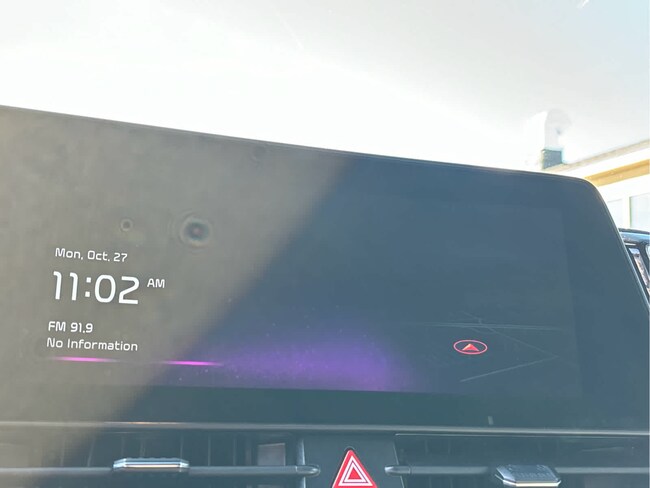 Mon, Oct. 27
11:02 AM
FM 91.9
No Information